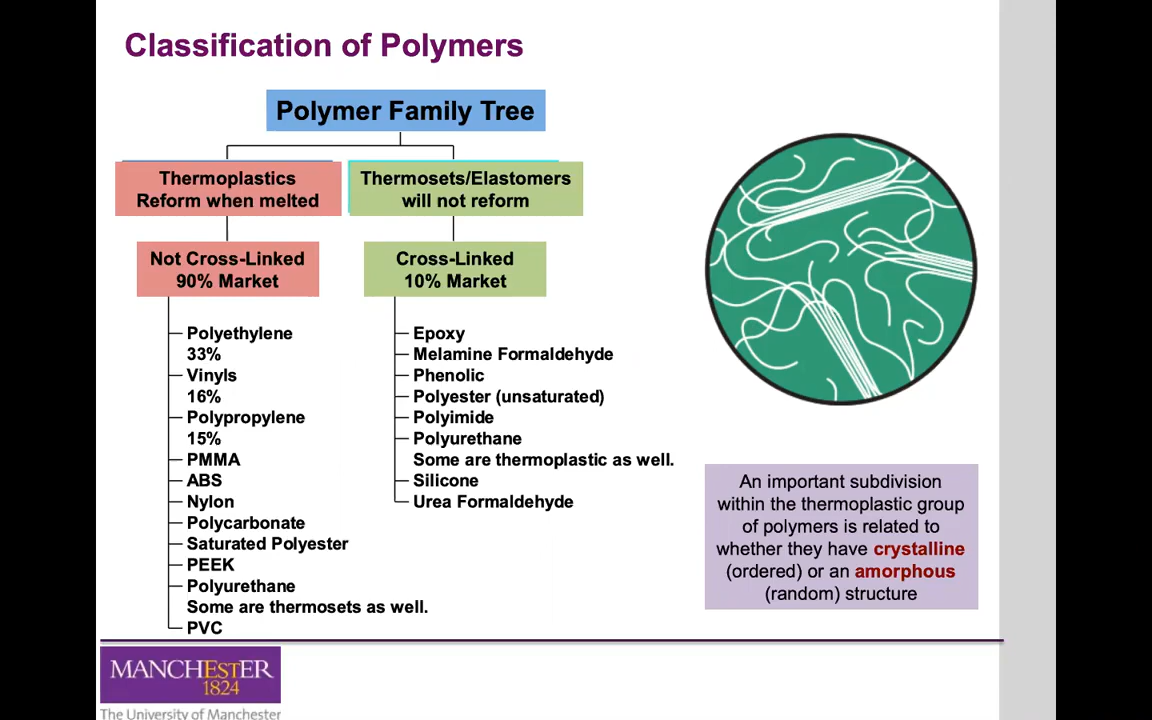 Classification of Polymers
Polymer Family Tree
Thermoplastics
Reform when melted
Thermosets/Elastomers
will not reform
Not Cross-Linked
90% Market
Cross-Linked
10% Market
Polyethylene
33%
Vinyls
16%
Polypropylene
15%
PMMA
ABS
Nylon
Polycarbonate
Saturated Polyester
PEEK
Polyurethane
Some are thermosets as well.
PVC
Epoxy
Melamine Formaldehyde
Phenolic
Polyester (unsaturated)
Polyimide
Polyurethane
Some are thermoplastic as well.
Silicone
Urea Formaldehyde
An important subdivision
within the thermoplastic group
of polymers is related to
whether they have crystalline
(ordered) or an amorphous
(random) structure
MANCHESTER
1824
The University of Manchester